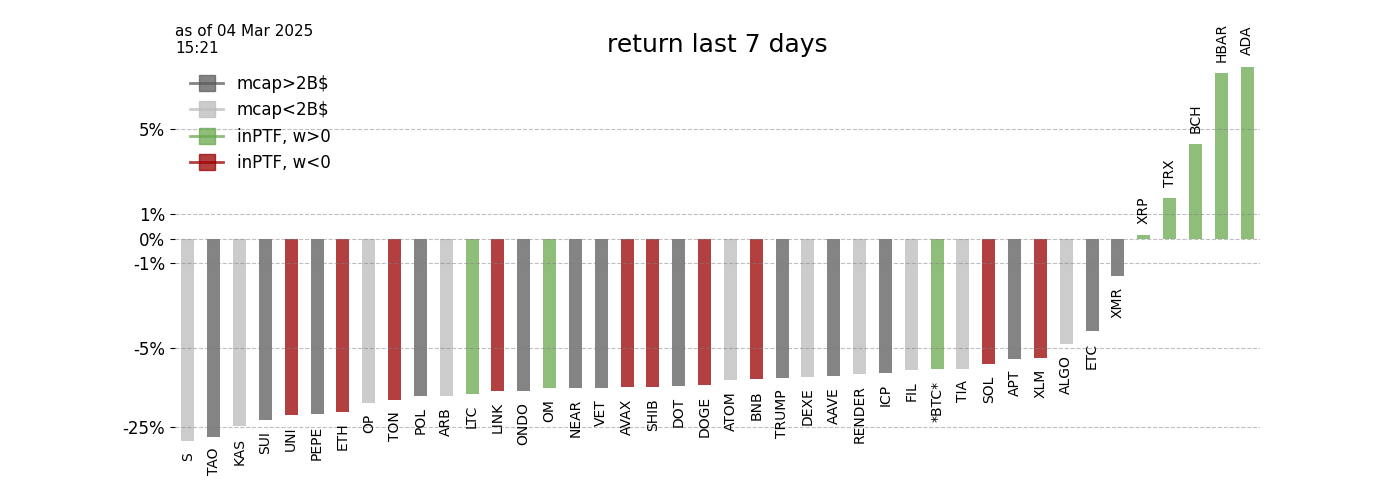 as of 04 Mar 2025
15:21
return last 7 days
mcap>2B$
mcap<2B$
inPTF, w>0
inPTF, w<0
5%
1%
0%
-1%
-5%
-25%
S
TAO
KAS
SUI
UNI
PEPE
ETH
OP
TON
POL
ARB
LTC
LINK
ONDO
OM
NEAR
VET
AVAX
SHIB
DOT
DOGE
ATOM
BNB
TRUMP
DEXE
AAVE
RENDER
ICP
FIL
*BTC*
TIA
SOL
APT
XLM
ALGO
ETC
XMR
XRP
TRX
BCH
HBAR
ADA